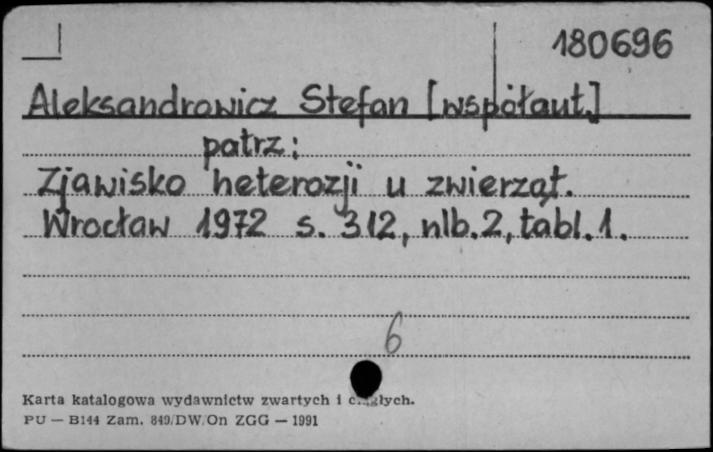 180696
Aleksandrowicz Stefan [współaut.]
patrz:
Zjawisko heterozji u zwierząt.
Wrocław 1972 s. 312, nlb. 2, tabl. 1.
6
Karta katalogowa wydawnictw zwartych i
PU — B144 Zam. 849/DW/On ZGG — 1991